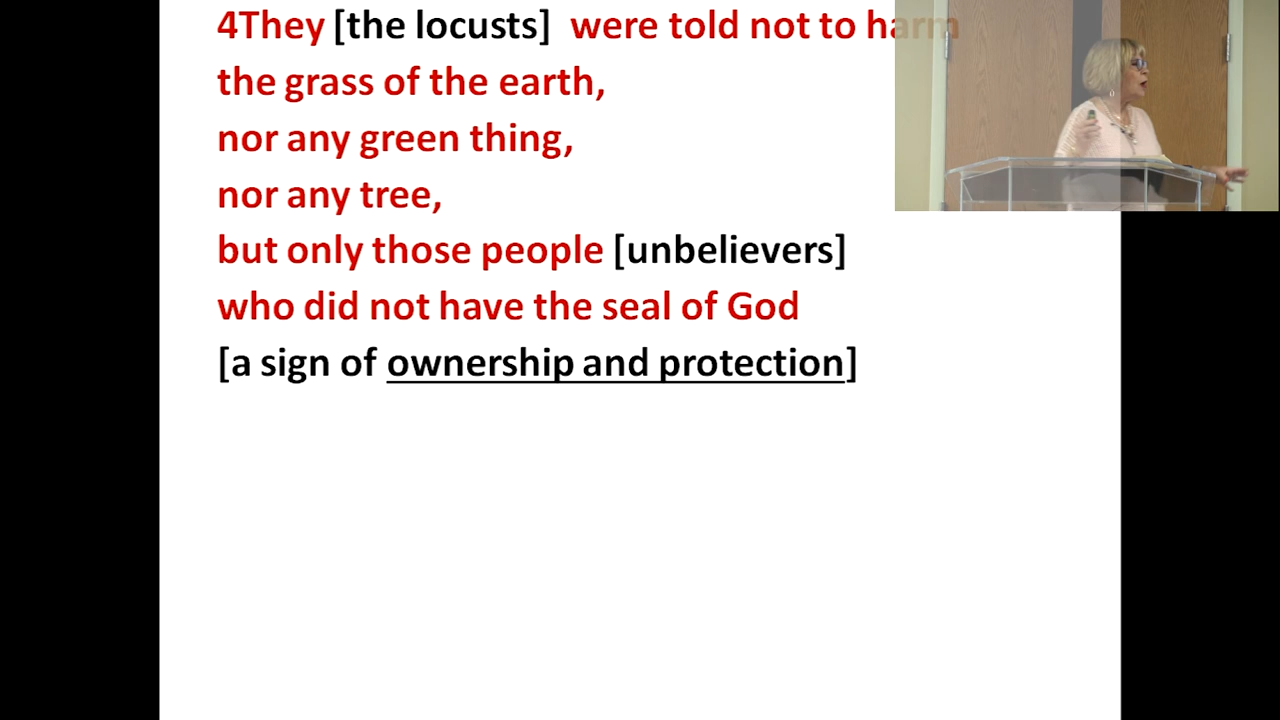 4They [the locusts] were told not to harm
the grass of the earth,
nor any green thing,
nor any tree,
but only those people [unbelievers]
who did not have the seal of God
[a sign of ownership and protection]